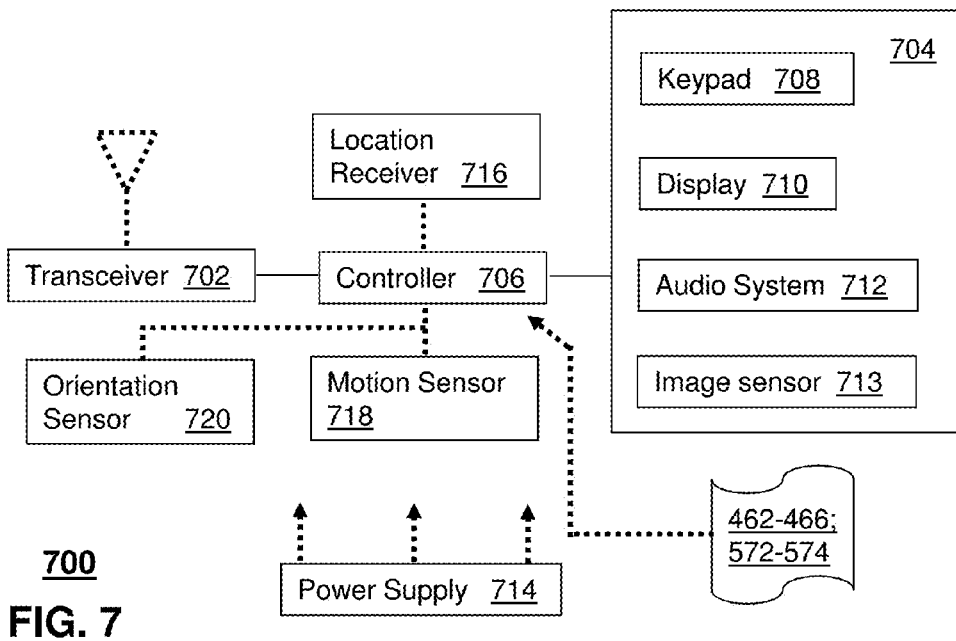 704
Keypad 708
Location
Receiver 716
Display 710
Transceiver 702
Controller 706
Audio System 712
Orientation
Sensor 720
Motion Sensor
718
Image sensor 713
462-466;
572-574
700
Power Supply 714
FIG. 7